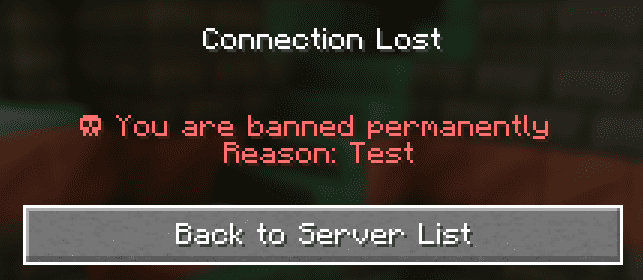 Connection Lost
☠ You are banned permanently
Reason: Test
Back to Server List